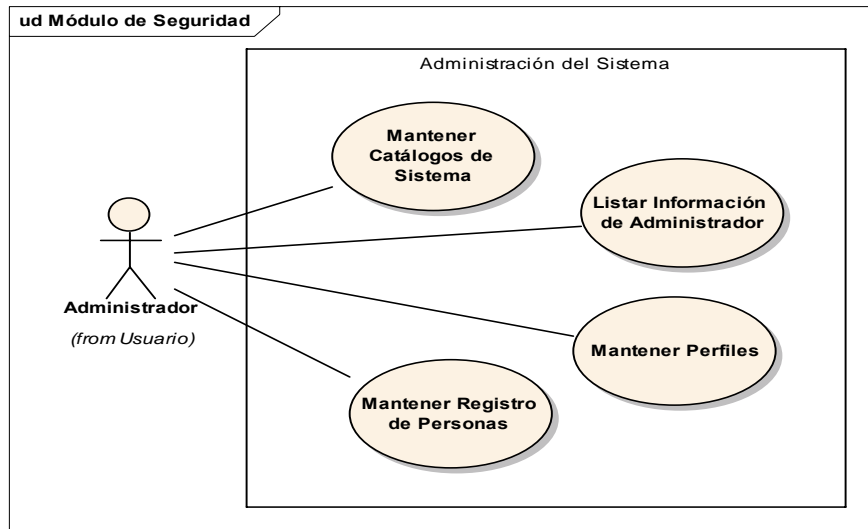 ud Módulo de Seguridad
Administración del Sistema
Mantener
Catálogos de
Sistema
Listar Información
de Administrador
Administrador
(from Usuario)
Mantener Perfiles
Mantener Registro
de Personas